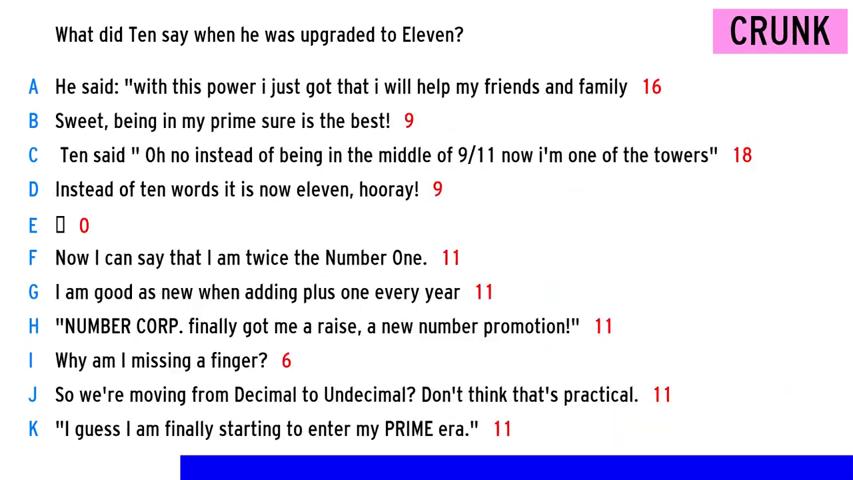 What did Ten say when he was upgraded to Eleven?
CRUNK
A He said: "with this power i just got that i will help my friends and family 16
B Sweet, being in my prime sure is the best! 9
C Ten said " Oh no instead of being in the middle of 9/11 now i'm one of the towers" 18
D Instead of ten words it is now eleven, hooray! 9
E 0
F Now I can say that I am twice the Number One. 11
G I am good as new when adding plus one every year 11
H "NUMBER CORP. finally got me a raise, a new number promotion!" 11
I Why am I missing a finger? 6
J So we're moving from Decimal to Undecimal? Don't think that's practical. 11
K "I guess I am finally starting to enter my PRIME era." 11